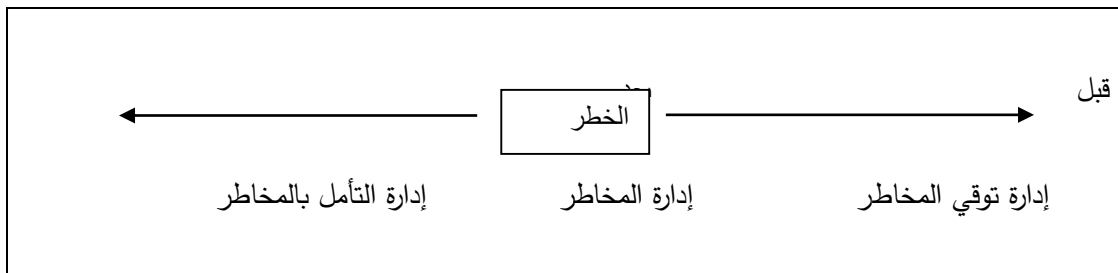 قبل
الخطر
إدارة توقي المخاطر
إدارة المخاطر
إدارة التأمل بالمخاطر